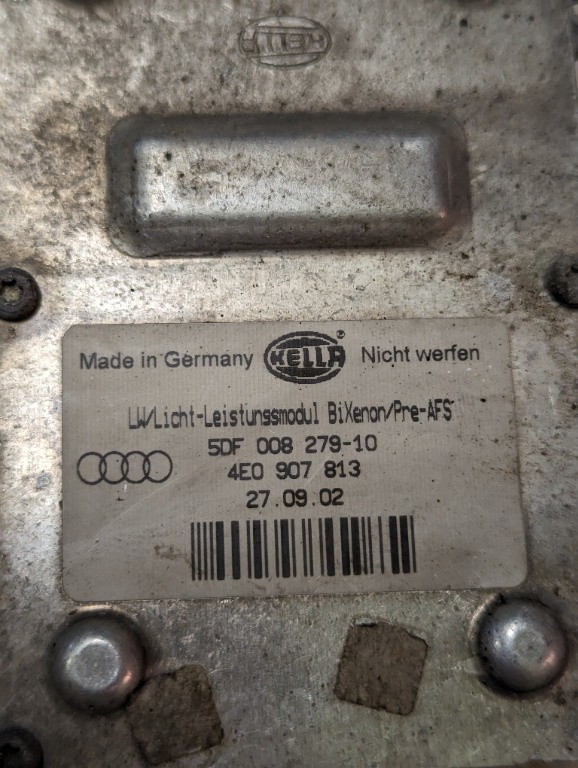 HELLA
Made in Germany HELLA® Nicht werfen
LW/Licht-Leistungsmodul BiXenon/Pre-AFS
5DF 008 279-10
4E0 907 813
27.09.02